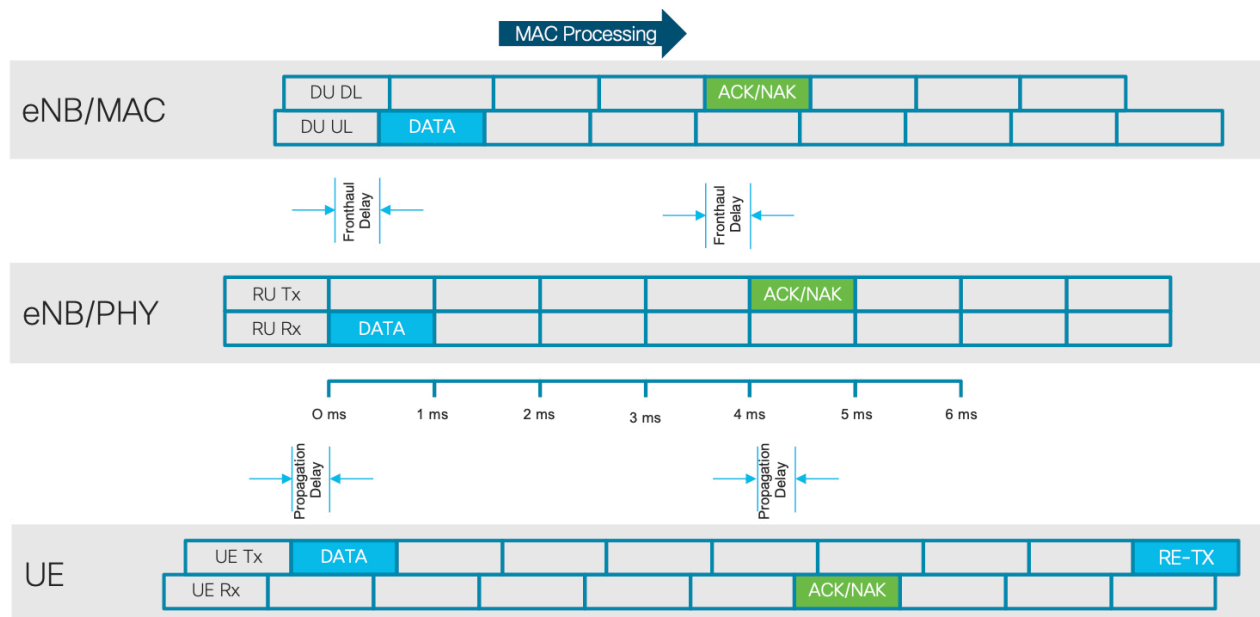 MAC Processing
eNB/MAC
DU DL
ACK/NAK
DU UL
DATA
Fronthaul
Delay
Fronthaul
Delay
eNB/PHY
RU Tx
ACK/NAK
RU Rx
DATA
0 ms
1 ms
2 ms
3 ms
4 ms
5 ms
6 ms
Propagation
Delay
Propagation
Delay
UE
UE Tx
DATA
RE-TX
UE Rx
ACK/NAK